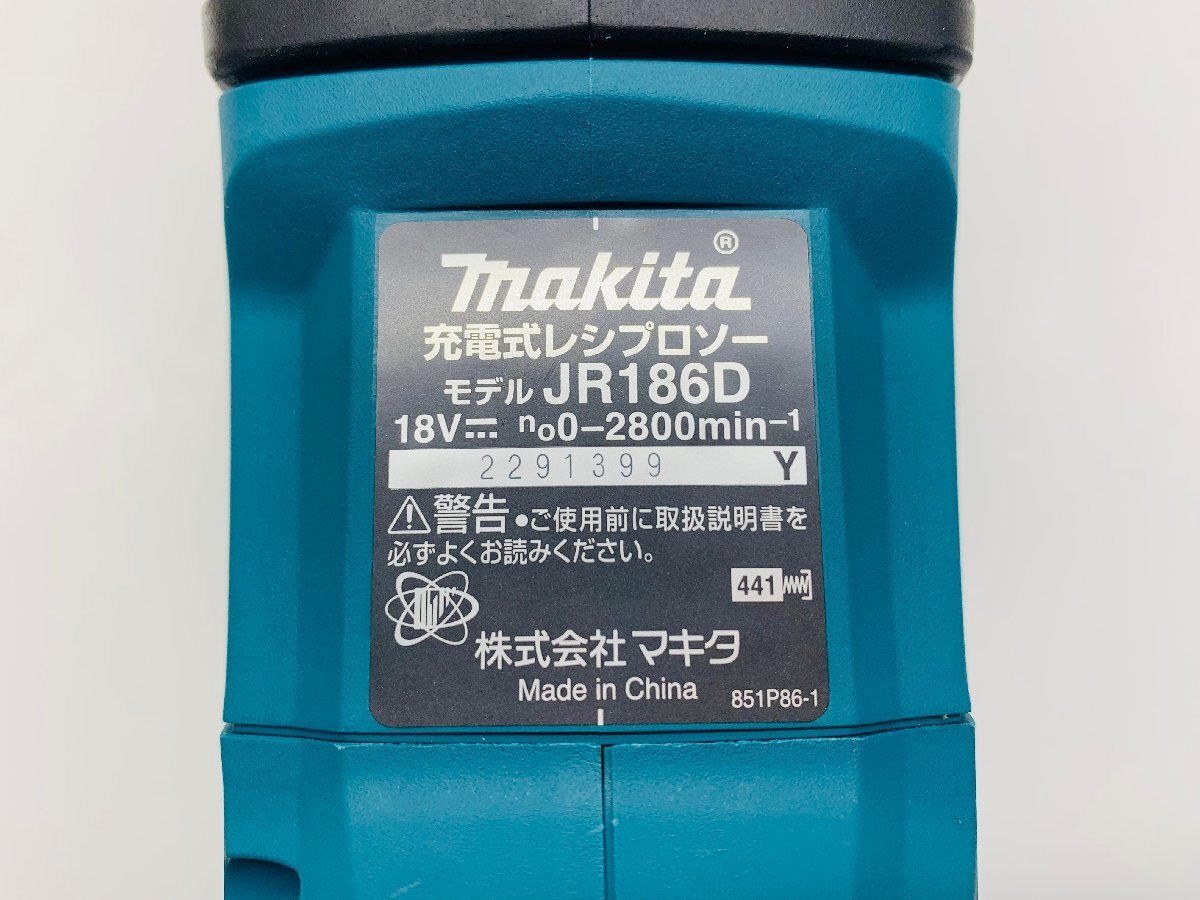 makita®
充電式レシプロソー
モデル JR186D
18V⎓ n₀0-2800min⁻¹
2291399 Y
⚠警告 ●ご使用前に取扱説明書を
必ずよくお読みください。
441
株式会社マキタ
Made in China
851P86-1